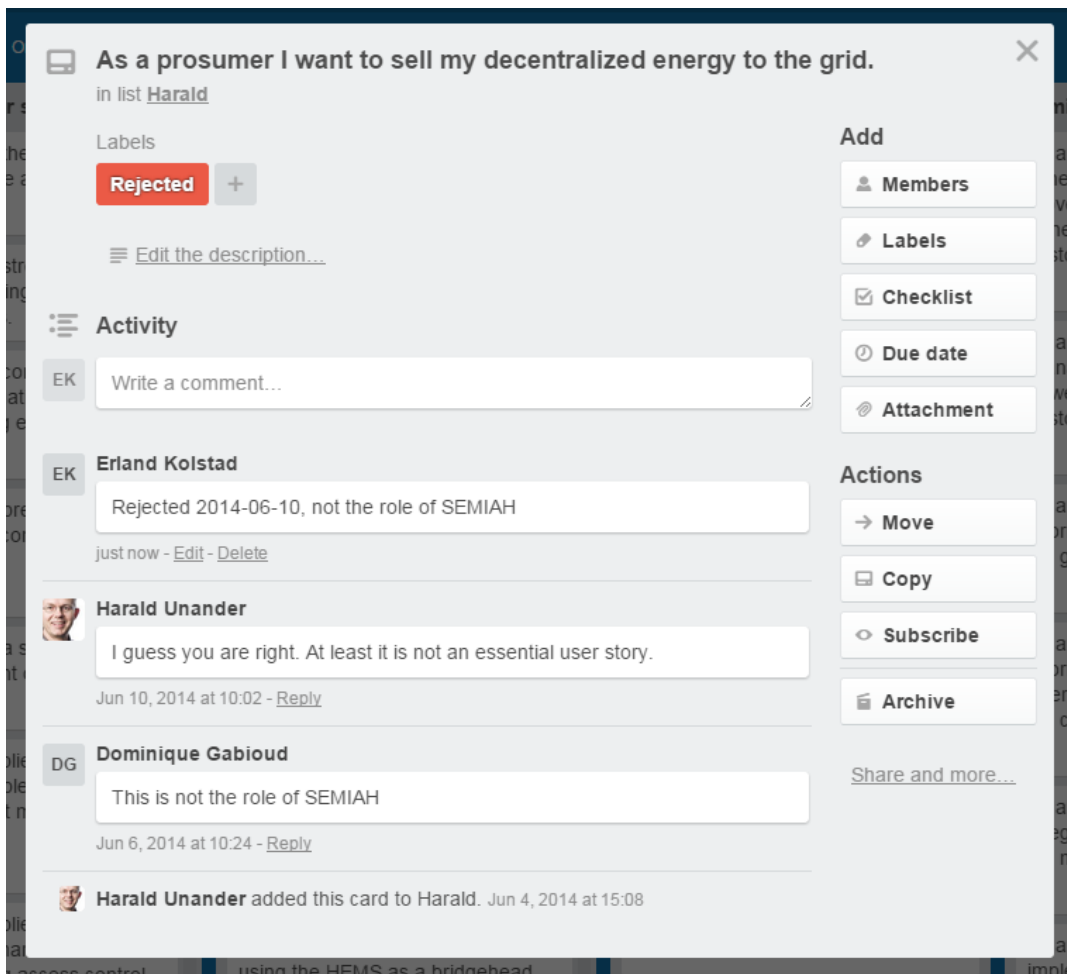 As a prosumer I want to sell my decentralized energy to the grid.
in list Harald
Labels
Rejected
+
Edit the description…
Activity
EK
Write a comment…
EK
Erland Kolstad
Rejected 2014-06-10, not the role of SEMIAH
just now - Edit - Delete
Harald Unander
I guess you are right. At least it is not an essential user story.
Jun 10, 2014 at 10:02 - Reply
DG
Dominique Gabioud
This is not the role of SEMIAH
Jun 6, 2014 at 10:24 - Reply
Harald Unander added this card to Harald. Jun 4, 2014 at 15:08
Add
Members
Labels
Checklist
Due date
Attachment
Actions
Move
Copy
Subscribe
Archive
Share and more…
access control
using the HEMS as a bridgehead